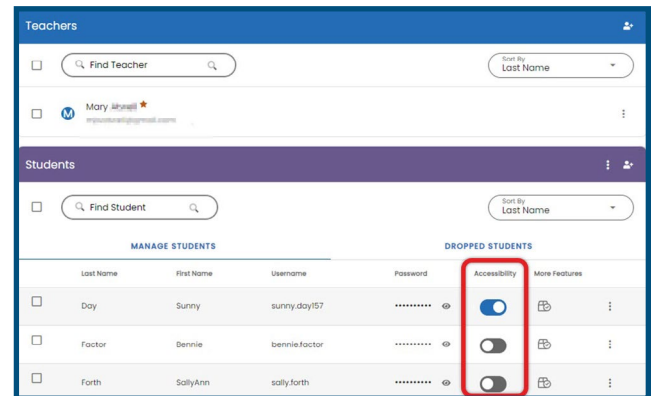 Teachers
Find Teacher
Sort By
Last Name
M
Mary
Students
Find Student
Sort By
Last Name
MANAGE STUDENTS DROPPED STUDENTS
Last Name First Name Username Password Accessibility More Features
Day Sunny sunny.day157 ••••••••••
Factor Bennie bennie.factor ••••••••••
Forth SallyAnn sally.forth ••••••••••